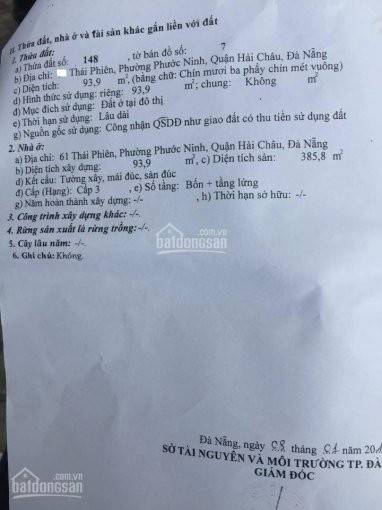 II. Thửa đất, nhà ở và tài sản khác gắn liền với đất
1. Thửa đất:
a) Thửa đất số: 148 , tờ bản đồ số: 7
b) Địa chỉ: Thái Phiên, Phường Phước Ninh, Quận Hải Châu, Đà Nẵng
c) Diện tích: 93,9 m², (bằng chữ: Chín mươi ba phẩy chín mét vuông)
d) Hình thức sử dụng: riêng: 93,9 m²; chung: Không m²
đ) Mục đích sử dụng: Đất ở tại đô thị
e) Thời hạn sử dụng: Lâu dài
g) Nguồn gốc sử dụng: Công nhận QSDĐ như giao đất có thu tiền sử dụng đất
2. Nhà ở:
a) Địa chỉ: 61 Thái Phiên, Phường Phước Ninh, Quận Hải Châu, Đà Nẵng
b) Diện tích xây dựng: 93,9 m², c) Diện tích sàn: 385,8 m²
d) Kết cấu: Tường xây, mái đúc, sàn đúc
đ) Cấp (Hạng): Cấp 3 , e) Số tầng: Bốn + tầng lửng
g) Năm hoàn thành xây dựng: -/- , h) Thời hạn sở hữu: -/-
3. Công trình xây dựng khác: -/-
4. Rừng sản xuất là rừng trồng: -/-
5. Cây lâu năm: -/-
6. Ghi chú: Không.
.com.vn
batdongsan
Đà Nẵng, ngày 08 tháng 01 năm 201
SỞ TÀI NGUYÊN VÀ MÔI TRƯỜNG TP. ĐÀ
GIÁM ĐỐC
.com.vn
batdongsan